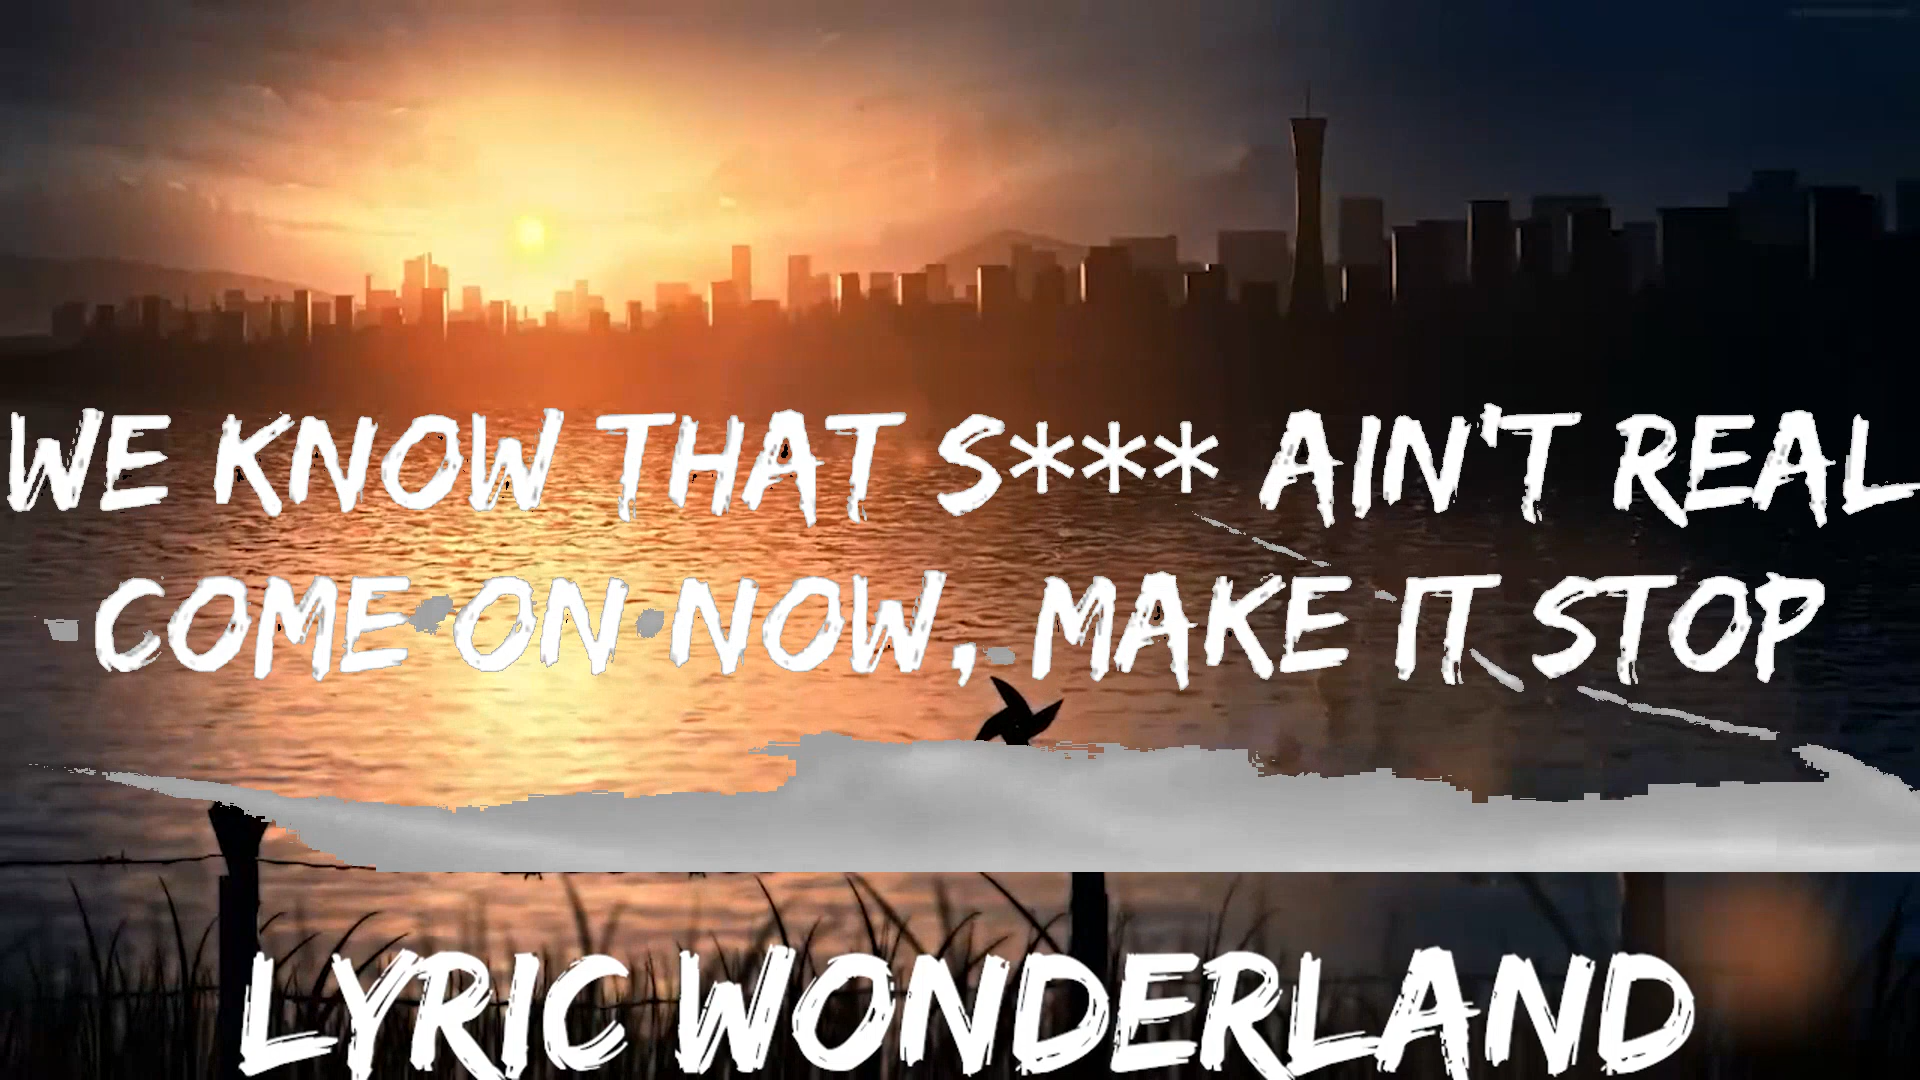 WE KNOW THAT S*** AIN'T REAL
COME ON NOW, MAKE IT STOP
LYRIC WONDERLAND